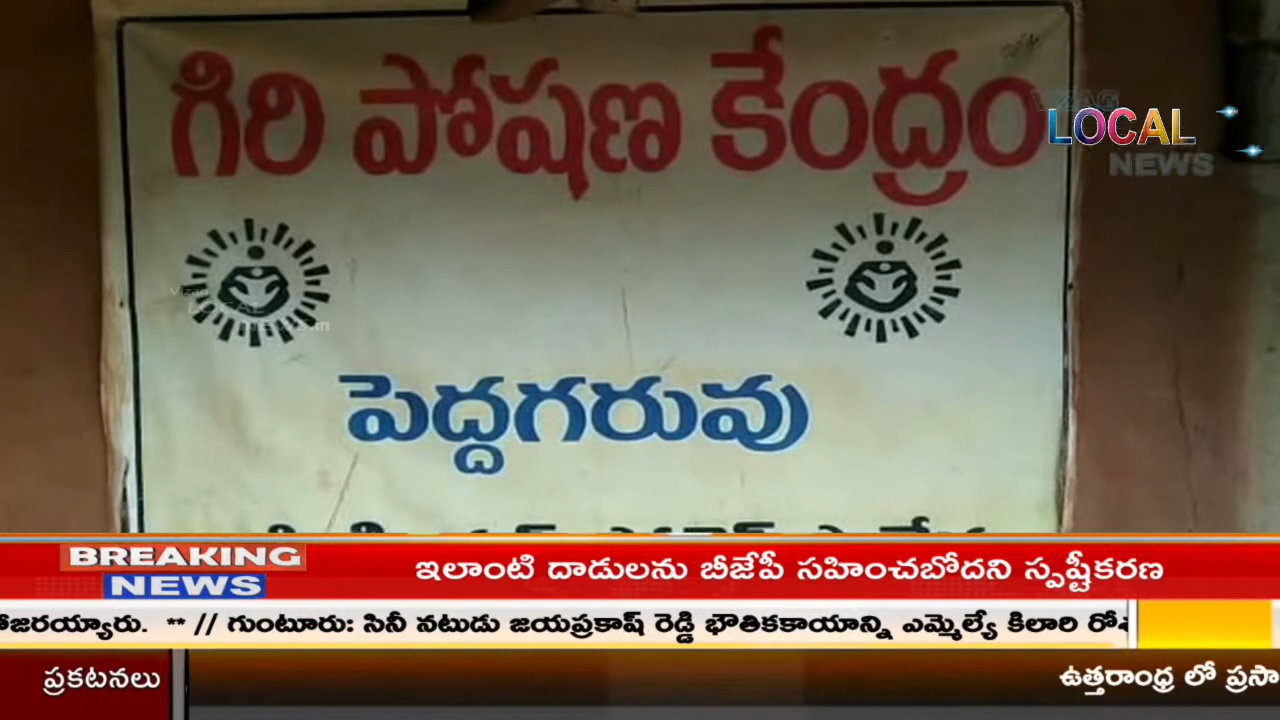 గిరి పోషణ కేంద్రం
VIZAG
LOCAL
NEWS
పెద్దగరువు
BREAKING
NEWS
ఇలాంటి దాడులను బీజేపీ సహించబోదని స్పష్టీకరణ
ఁజరయ్యారు. ** // గుంటూరు: సినీ నటుడు జయప్రకాష్ రెడ్డి భౌతికకాయాన్ని ఎమ్మెల్యే కిలారి
ప్రకటనలు
ఉత్తరాంధ్ర లో